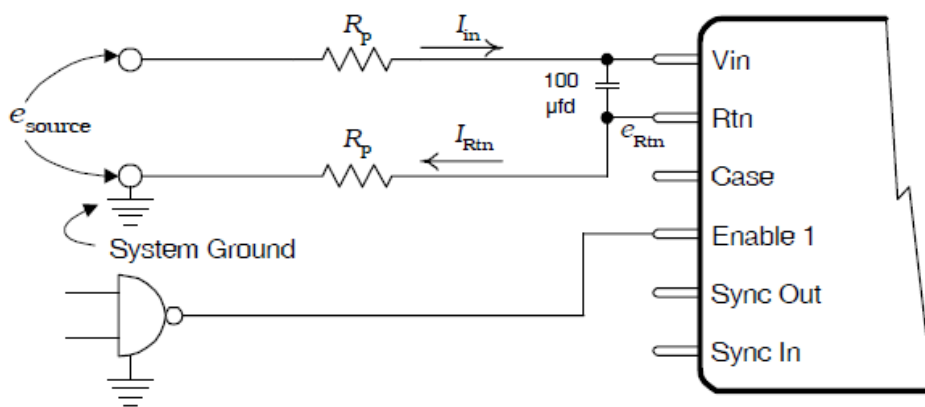 R_p
I_in
Vin
100
µfd
e_source
R_p
I_Rtn
e_Rtn
Rtn
Case
System Ground
Enable 1
Sync Out
Sync In